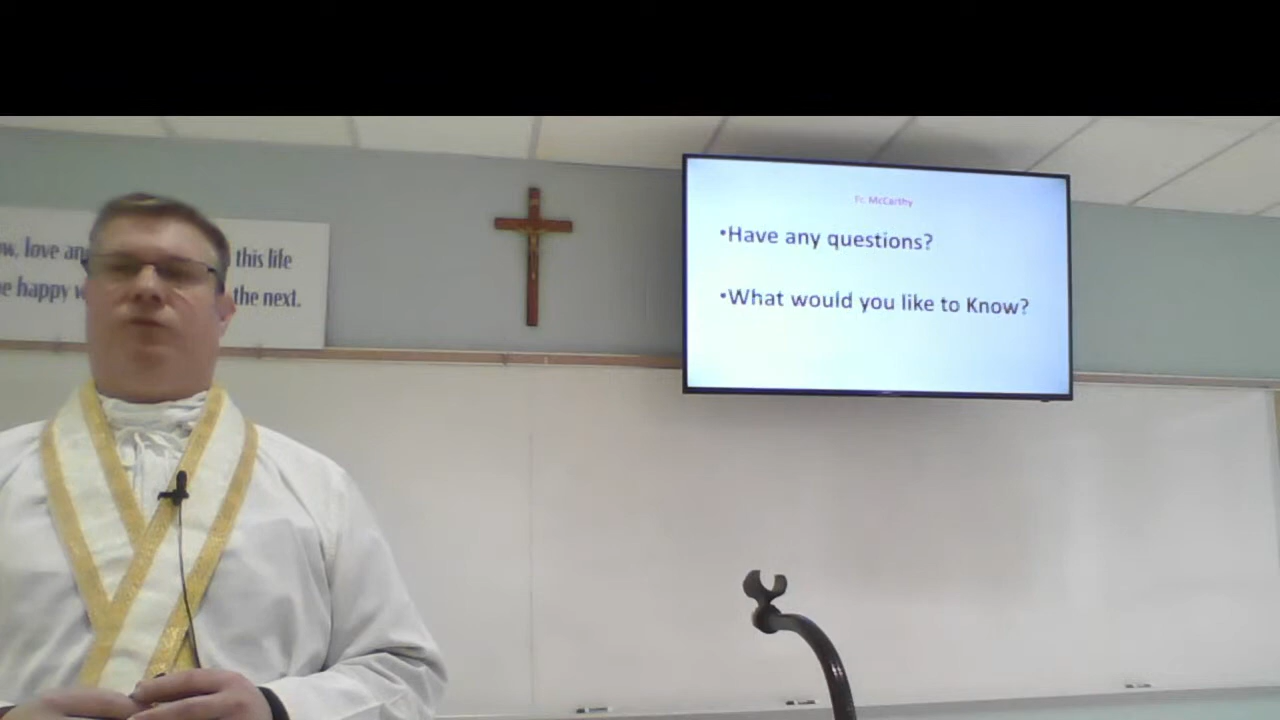 w, love an this life
e happy w the next.
Fr. McCarthy
•Have any questions?
•What would you like to Know?